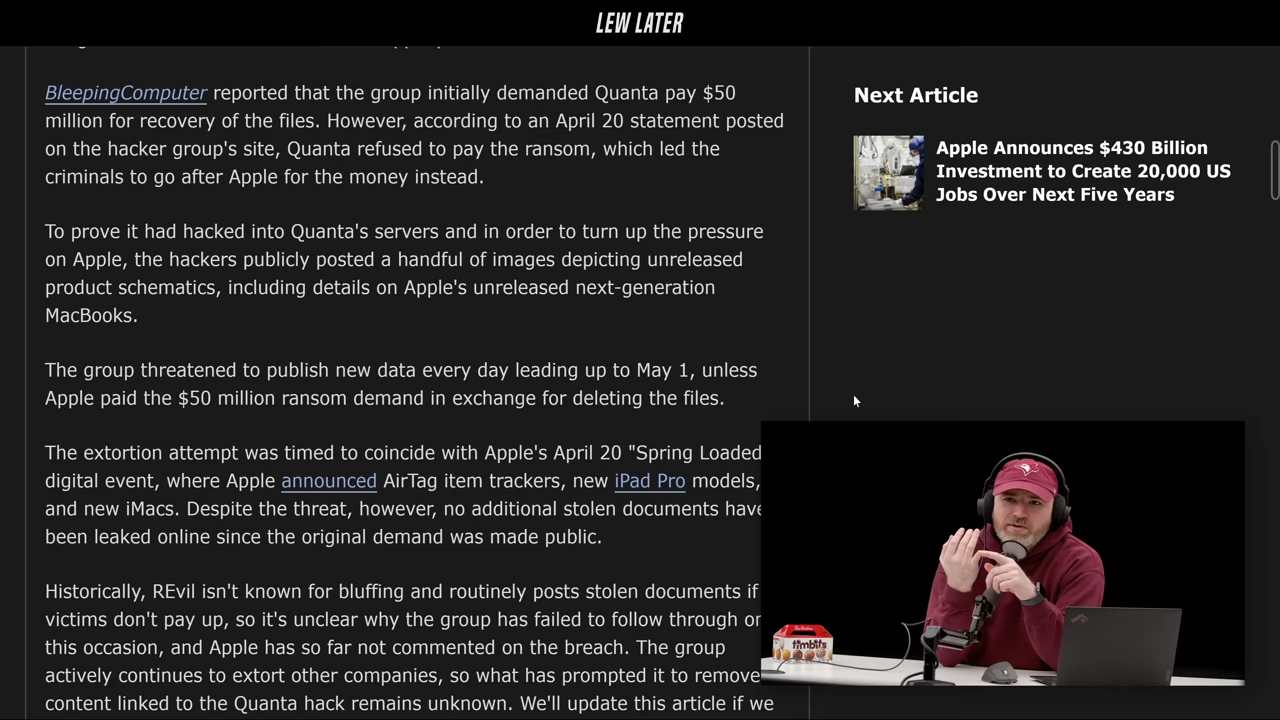 LEW LATER
BleepingComputer reported that the group initially demanded Quanta pay $50
million for recovery of the files. However, according to an April 20 statement posted
on the hacker group's site, Quanta refused to pay the ransom, which led the
criminals to go after Apple for the money instead.
To prove it had hacked into Quanta's servers and in order to turn up the pressure
on Apple, the hackers publicly posted a handful of images depicting unreleased
product schematics, including details on Apple's unreleased next-generation
MacBooks.
The group threatened to publish new data every day leading up to May 1, unless
Apple paid the $50 million ransom demand in exchange for deleting the files.
The extortion attempt was timed to coincide with Apple's April 20 "Spring Loaded
digital event, where Apple announced AirTag item trackers, new iPad Pro models,
and new iMacs. Despite the threat, however, no additional stolen documents have
been leaked online since the original demand was made public.
Historically, REvil isn't known for bluffing and routinely posts stolen documents if
victims don't pay up, so it's unclear why the group has failed to follow through on
this occasion, and Apple has so far not commented on the breach. The group
actively continues to extort other companies, so what has prompted it to remove
content linked to the Quanta hack remains unknown. We'll update this article if we
Next Article
Apple Announces $430 Billion
Investment to Create 20,000 US
Jobs Over Next Five Years
timbits